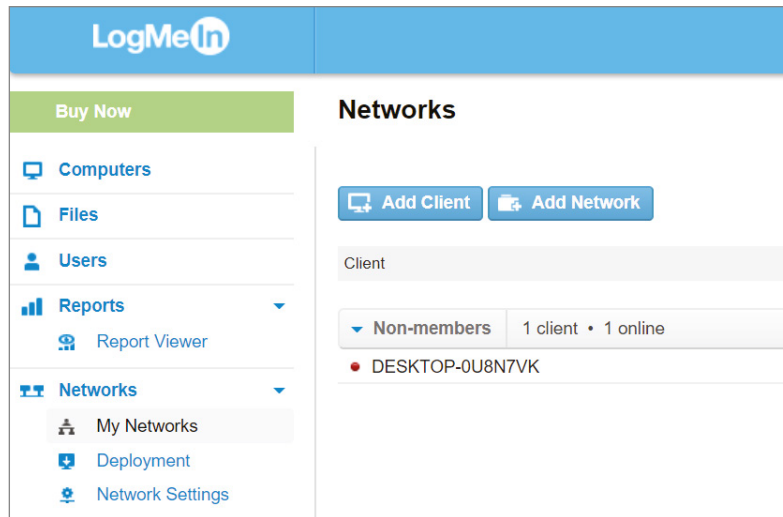 LogMeIn
Buy Now
Computers
Files
Users
Reports
Report Viewer
Networks
My Networks
Deployment
Network Settings
Networks
Add Client Add Network
Client
Non-members 1 client • 1 online
DESKTOP-0U8N7VK